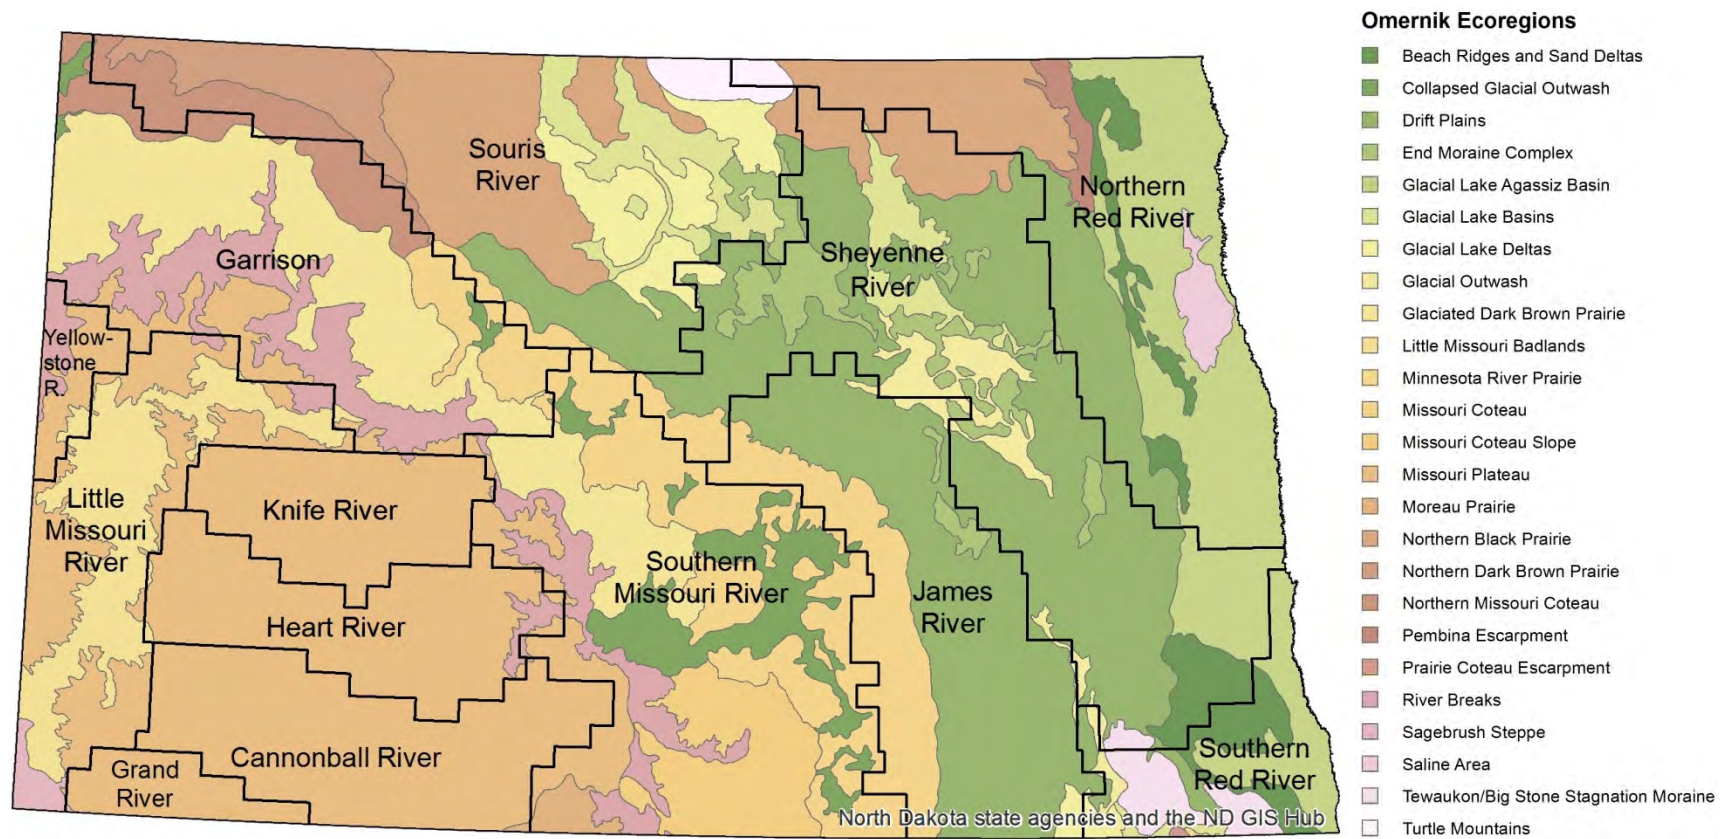 Souris
River
Garrison
Sheyenne
River
Northern
Red River
Yellow-
stone
R.
Little
Missouri
River
Knife River
Heart River
Southern
Missouri River
James
River
Cannonball River
Grand
River
Southern
Red River
North Dakota state agencies and the ND GIS Hub
Omernik Ecoregions
Beach Ridges and Sand Deltas
Collapsed Glacial Outwash
Drift Plains
End Moraine Complex
Glacial Lake Agassiz Basin
Glacial Lake Basins
Glacial Lake Deltas
Glacial Outwash
Glaciated Dark Brown Prairie
Little Missouri Badlands
Minnesota River Prairie
Missouri Coteau
Missouri Coteau Slope
Missouri Plateau
Moreau Prairie
Northern Black Prairie
Northern Dark Brown Prairie
Northern Missouri Coteau
Pembina Escarpment
Prairie Coteau Escarpment
River Breaks
Sagebrush Steppe
Saline Area
Tewaukon/Big Stone Stagnation Moraine
Turtle Mountains